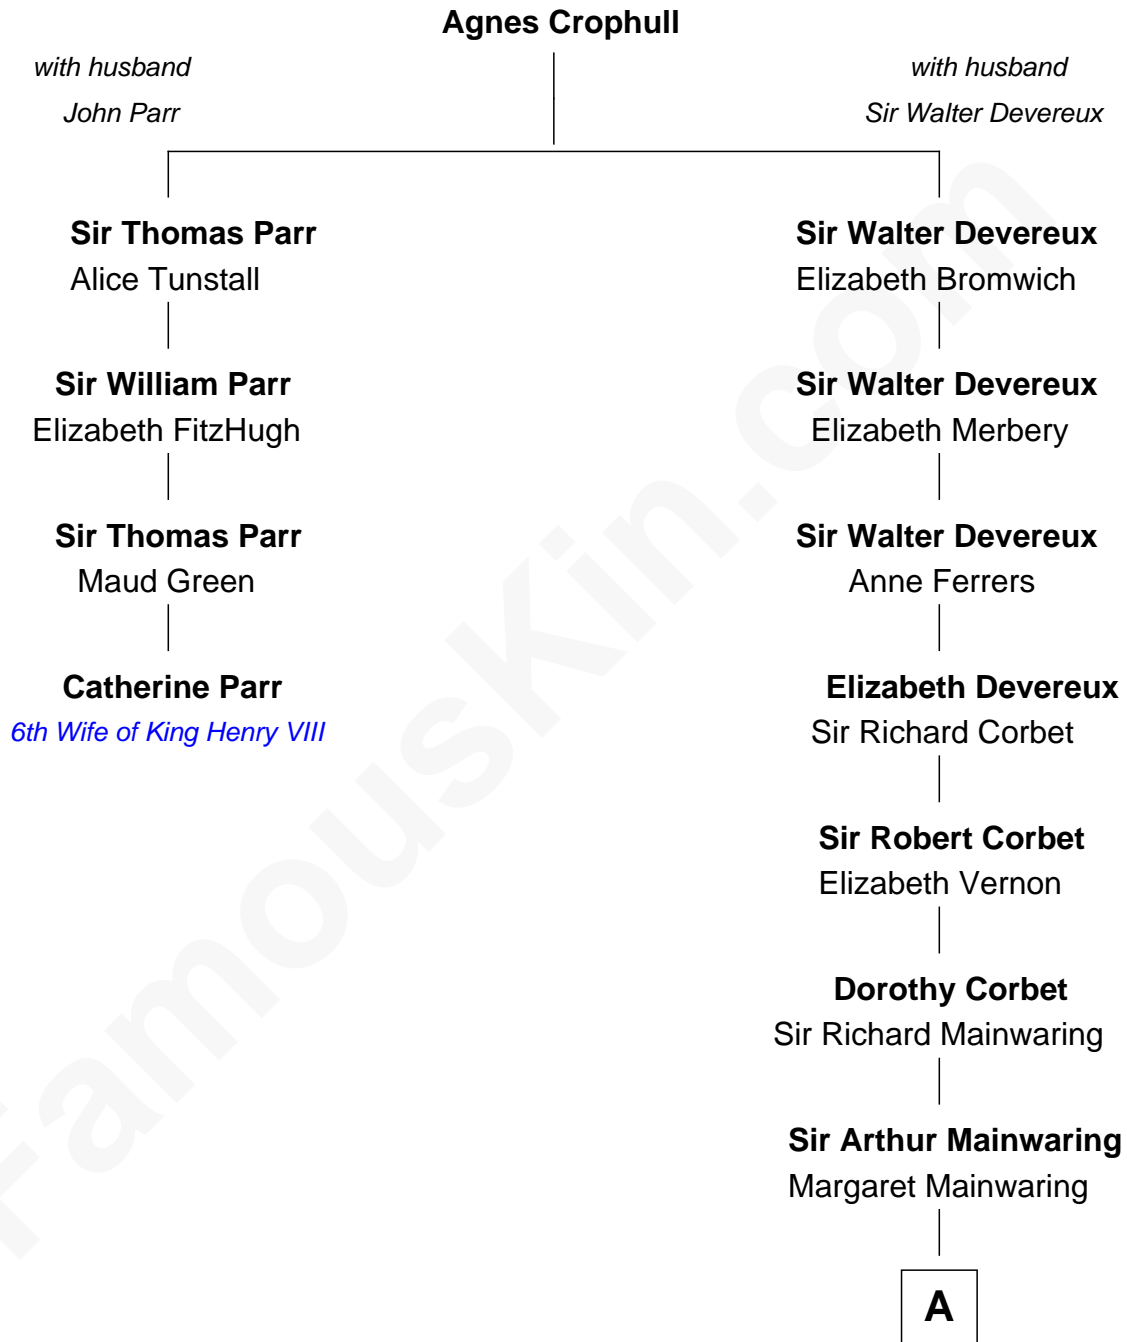 Agnes Crophull
with husband
John Parr
with husband
Sir Walter Devereux
Sir Thomas Parr
Alice Tunstall
Sir William Parr
Elizabeth FitzHugh
Sir Thomas Parr
Maud Green
Catherine Parr
6th Wife of King Henry VIII
Sir Walter Devereux
Elizabeth Bromwich
Sir Walter Devereux
Elizabeth Merbery
Sir Walter Devereux
Anne Ferrers
Elizabeth Devereux
Sir Richard Corbet
Sir Robert Corbet
Elizabeth Vernon
Dorothy Corbet
Sir Richard Mainwaring
Sir Arthur Mainwaring
Margaret Mainwaring
A
FamousKin.com